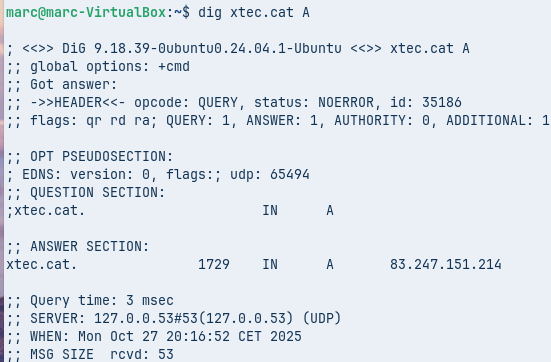 marc@marc-VirtualBox:~$ dig xtec.cat A
; <<>> DiG 9.18.39-0ubuntu0.24.04.1-Ubuntu <<>> xtec.cat A
;; global options: +cmd
;; Got answer:
;; ->>HEADER<<- opcode: QUERY, status: NOERROR, id: 35186
;; flags: qr rd ra; QUERY: 1, ANSWER: 1, AUTHORITY: 0, ADDITIONAL: 1
;; OPT PSEUDOSECTION:
; EDNS: version: 0, flags:; udp: 65494
;; QUESTION SECTION:
;xtec.cat. IN A
;; ANSWER SECTION:
xtec.cat. 1729 IN A 83.247.151.214
;; Query time: 3 msec
;; SERVER: 127.0.0.53#53(127.0.0.53) (UDP)
;; WHEN: Mon Oct 27 20:16:52 CET 2025
;; MSG SIZE rcvd: 53